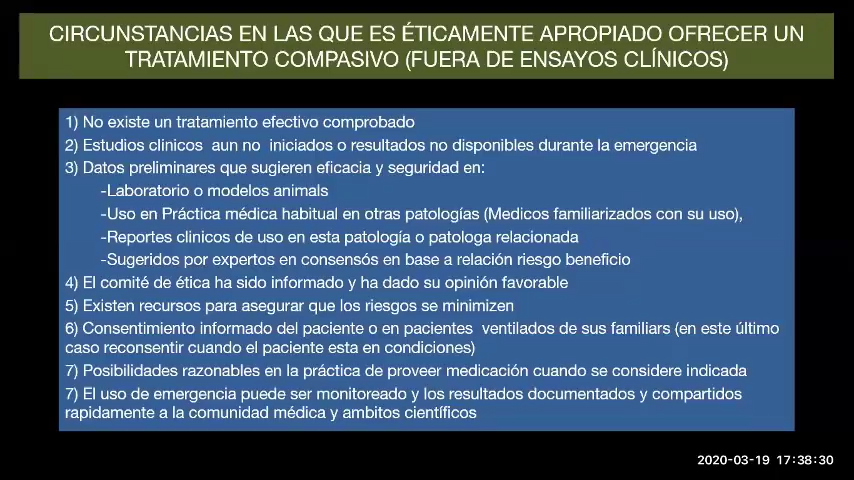 CIRCUNSTANCIAS EN LAS QUE ES ÉTICAMENTE APROPIADO OFRECER UN
TRATAMIENTO COMPASIVO (FUERA DE ENSAYOS CLÍNICOS)
1) No existe un tratamiento efectivo comprobado
2) Estudios clínicos aun no iniciados o resultados no disponibles durante la emergencia
3) Datos preliminares que sugieren eficacia y seguridad en:
-Laboratorio o modelos animals
-Uso en Práctica médica habitual en otras patologías (Medicos familiarizados con su uso),
-Reportes clinicos de uso en esta patología o patologa relacionada
-Sugeridos por expertos en consensós en base a relación riesgo beneficio
4) El comité de ética ha sido informado y ha dado su opinión favorable
5) Existen recursos para asegurar que los riesgos se minimizen
6) Consentimiento informado del paciente o en pacientes ventilados de sus familiars (en este último
caso reconsentir cuando el paciente esta en condiciones)
7) Posibilidades razonables en la práctica de proveer medicación cuando se considere indicada
7) El uso de emergencia puede ser monitoreado y los resultados documentados y compartidos
rapidamente a la comunidad médica y ambitos científicos
2020-03-19 17:38:30